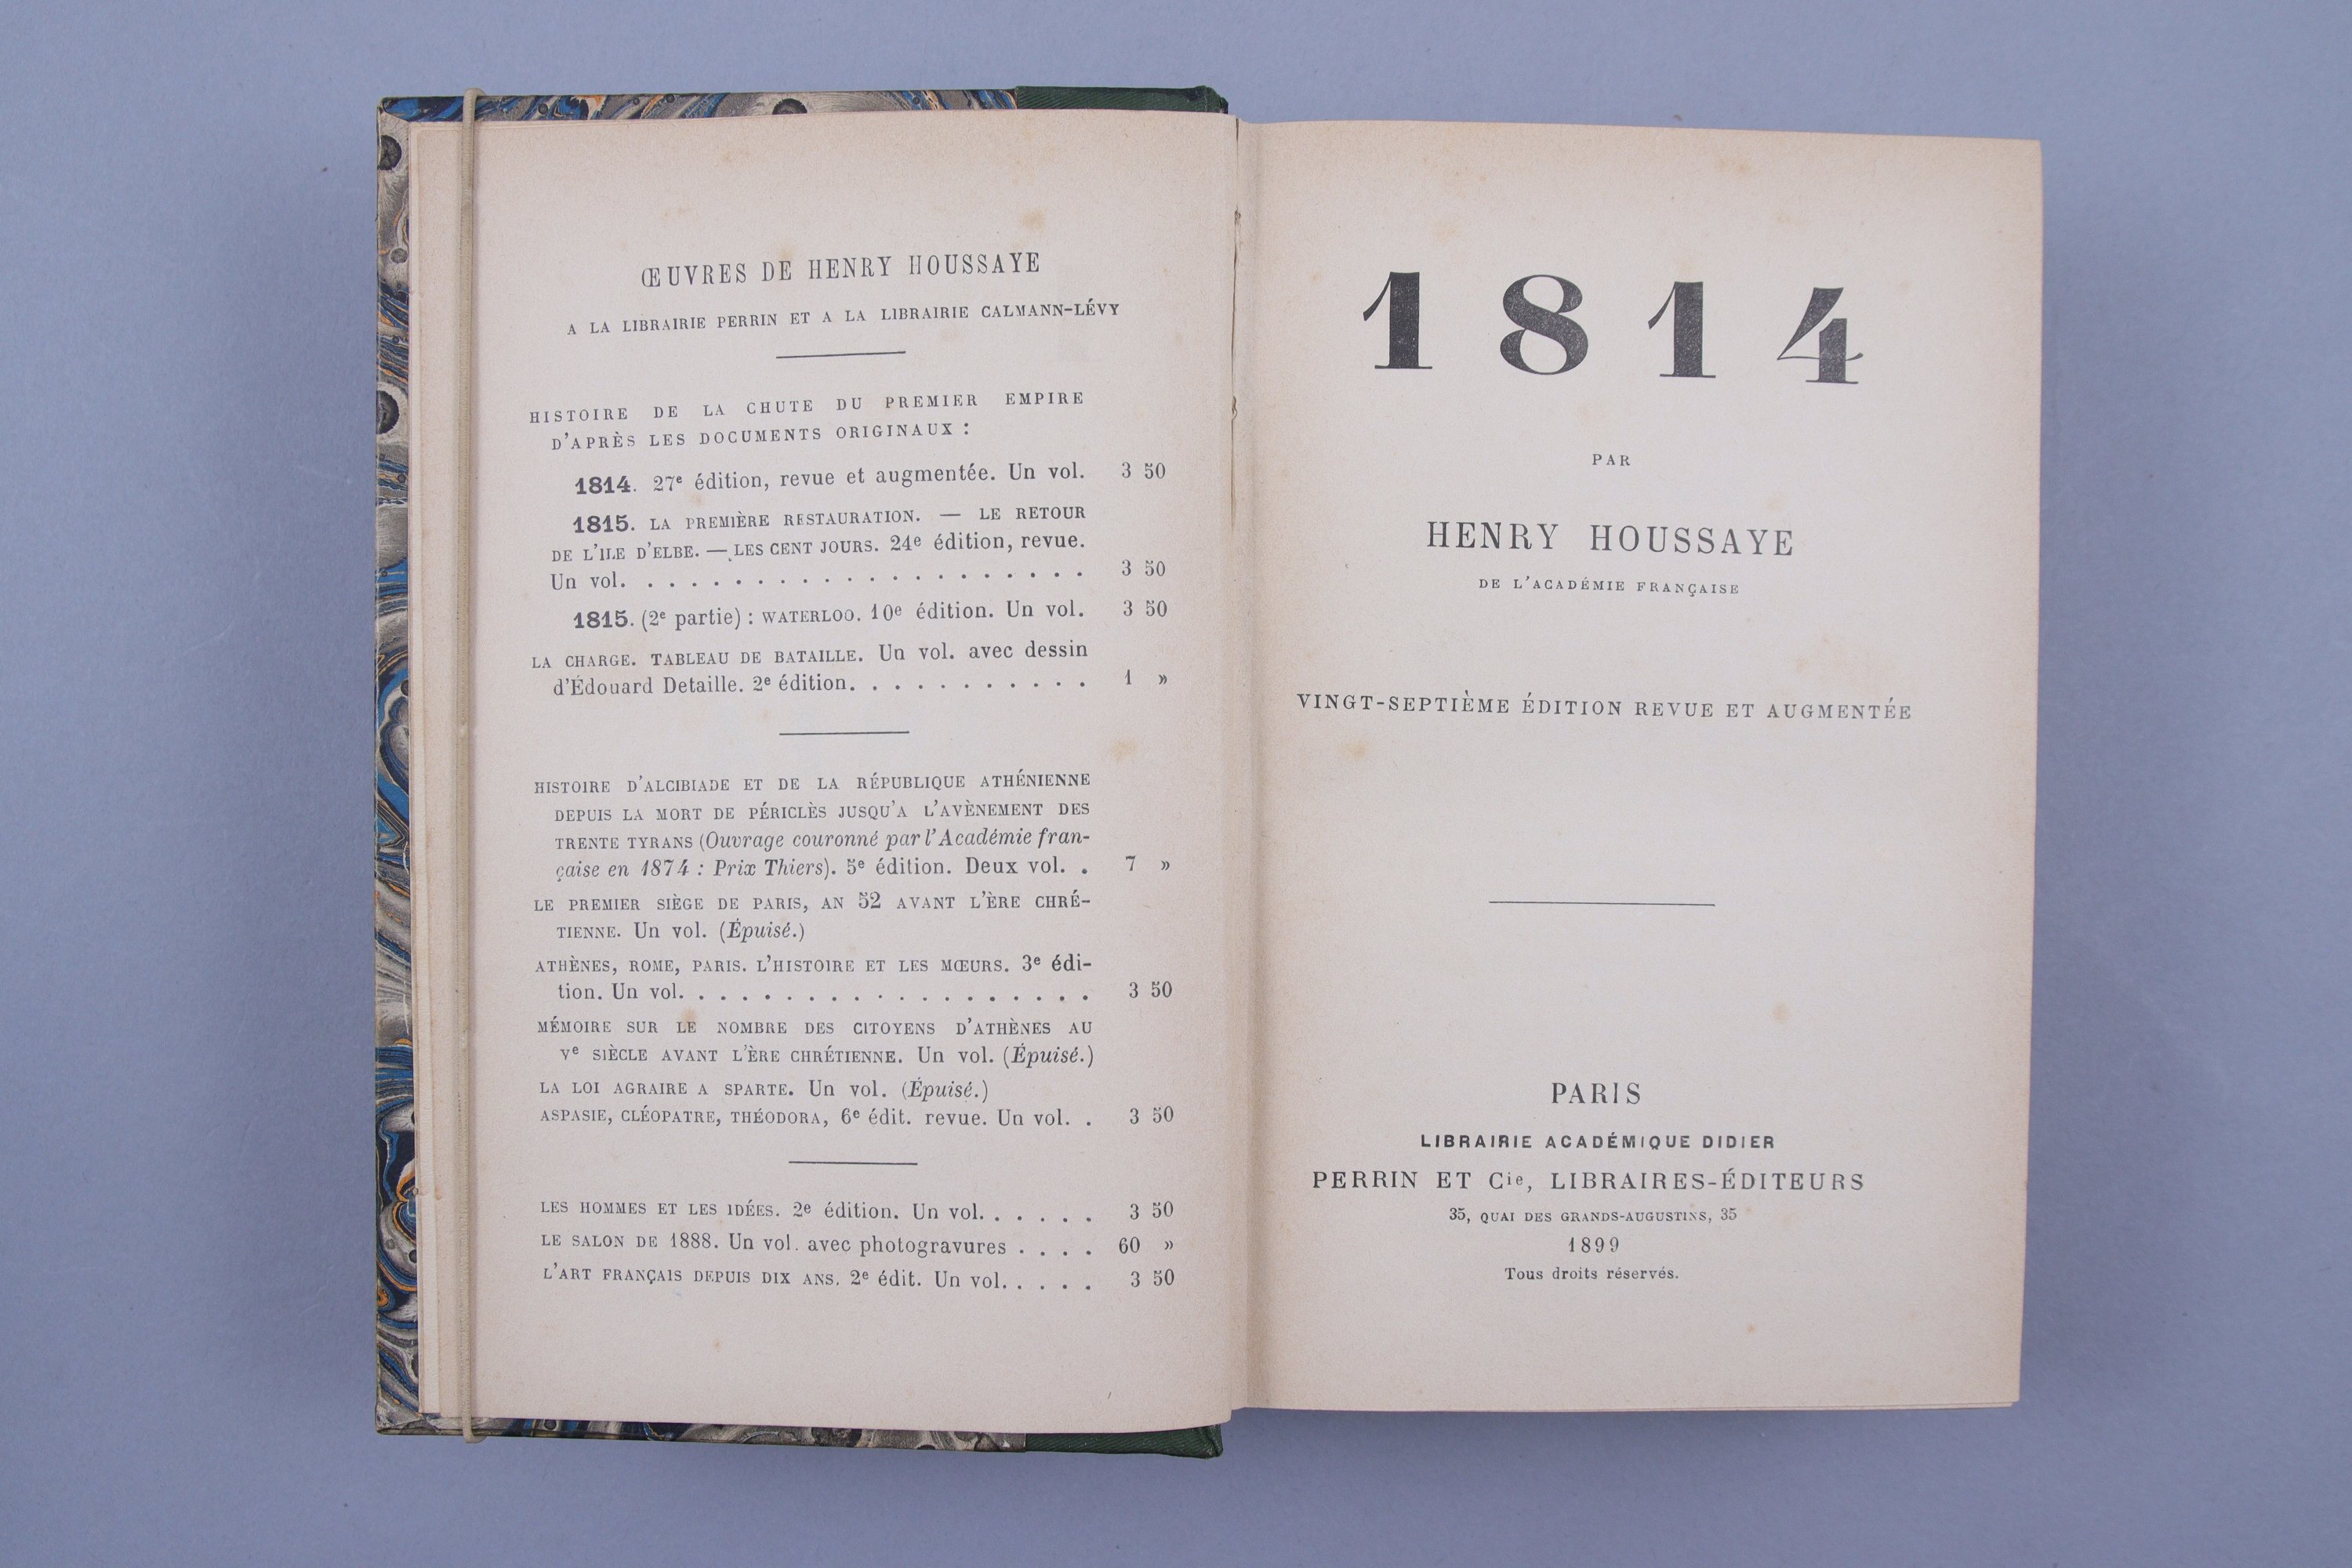 ŒUVRES DE HENRY HOUSSAYE
A LA LIBRAIRIE PERRIN ET A LA LIBRAIRIE CALMANN-LÉVY
HISTOIRE DE LA CHUTE DU PREMIER EMPIRE
D'APRÈS LES DOCUMENTS ORIGINAUX :
1814. 27e édition, revue et augmentée. Un vol. 3 50
1815. LA PREMIÈRE RESTAURATION. — LE RETOUR
DE L'ILE D'ELBE. — LES CENT JOURS. 24e édition, revue.
Un vol. . . . . . . . . . . . . . . . . . . . . . 3 50
1815. (2e partie) : WATERLOO. 10e édition. Un vol. 3 50
LA CHARGE. TABLEAU DE BATAILLE. Un vol. avec dessin
d'Édouard Detaille. 2e édition. . . . . . . . . . . . 1 »
HISTOIRE D'ALCIBIADE ET DE LA RÉPUBLIQUE ATHÉNIENNE
DEPUIS LA MORT DE PÉRICLÈS JUSQU'A L'AVÈNEMENT DES
TRENTE TYRANS (Ouvrage couronné par l'Académie fran-
çaise en 1874 : Prix Thiers). 5e édition. Deux vol. . 7 »
LE PREMIER SIÈGE DE PARIS, AN 52 AVANT L'ÈRE CHRÉ-
TIENNE. Un vol. (Épuisé.)
ATHÈNES, ROME, PARIS. L'HISTOIRE ET LES MŒURS. 3e édi-
tion. Un vol. . . . . . . . . . . . . . . . . . . 3 50
MÉMOIRE SUR LE NOMBRE DES CITOYENS D'ATHÈNES AU
Ve SIÈCLE AVANT L'ÈRE CHRÉTIENNE. Un vol. (Épuisé.)
LA LOI AGRAIRE A SPARTE. Un vol. (Épuisé.)
ASPASIE, CLÉOPATRE, THÉODORA, 6e édit. revue. Un vol. . 3 50
LES HOMMES ET LES IDÉES. 2e édition. Un vol. . . . . . 3 50
LE SALON DE 1888. Un vol. avec photogravures . . . . 60 »
L'ART FRANÇAIS DEPUIS DIX ANS. 2e édit. Un vol. . . . . 3 50
1814
PAR
HENRY HOUSSAYE
DE L'ACADÉMIE FRANÇAISE
VINGT-SEPTIÈME ÉDITION REVUE ET AUGMENTÉE
PARIS
LIBRAIRIE ACADÉMIQUE DIDIER
PERRIN ET Cie, LIBRAIRES-ÉDITEURS
35, QUAI DES GRANDS-AUGUSTINS, 35
1899
Tous droits réservés.